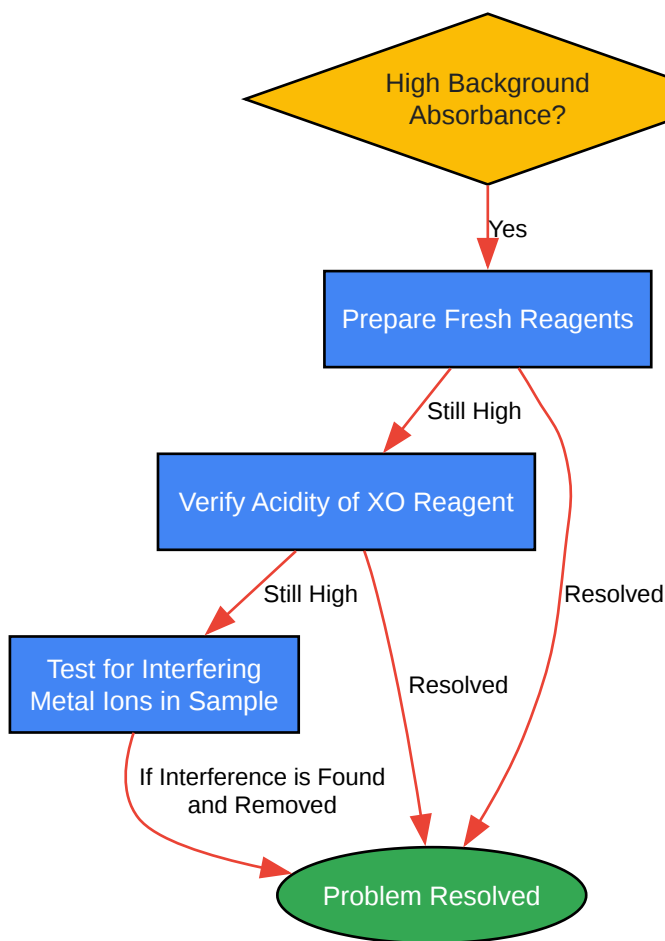 High Background
Absorbance?
Yes
Prepare Fresh Reagents
Still High
Verify Acidity of XO Reagent
Still High
Resolved
Test for Interfering
Metal Ions in Sample
Resolved
If Interference is Found
and Removed
Problem Resolved